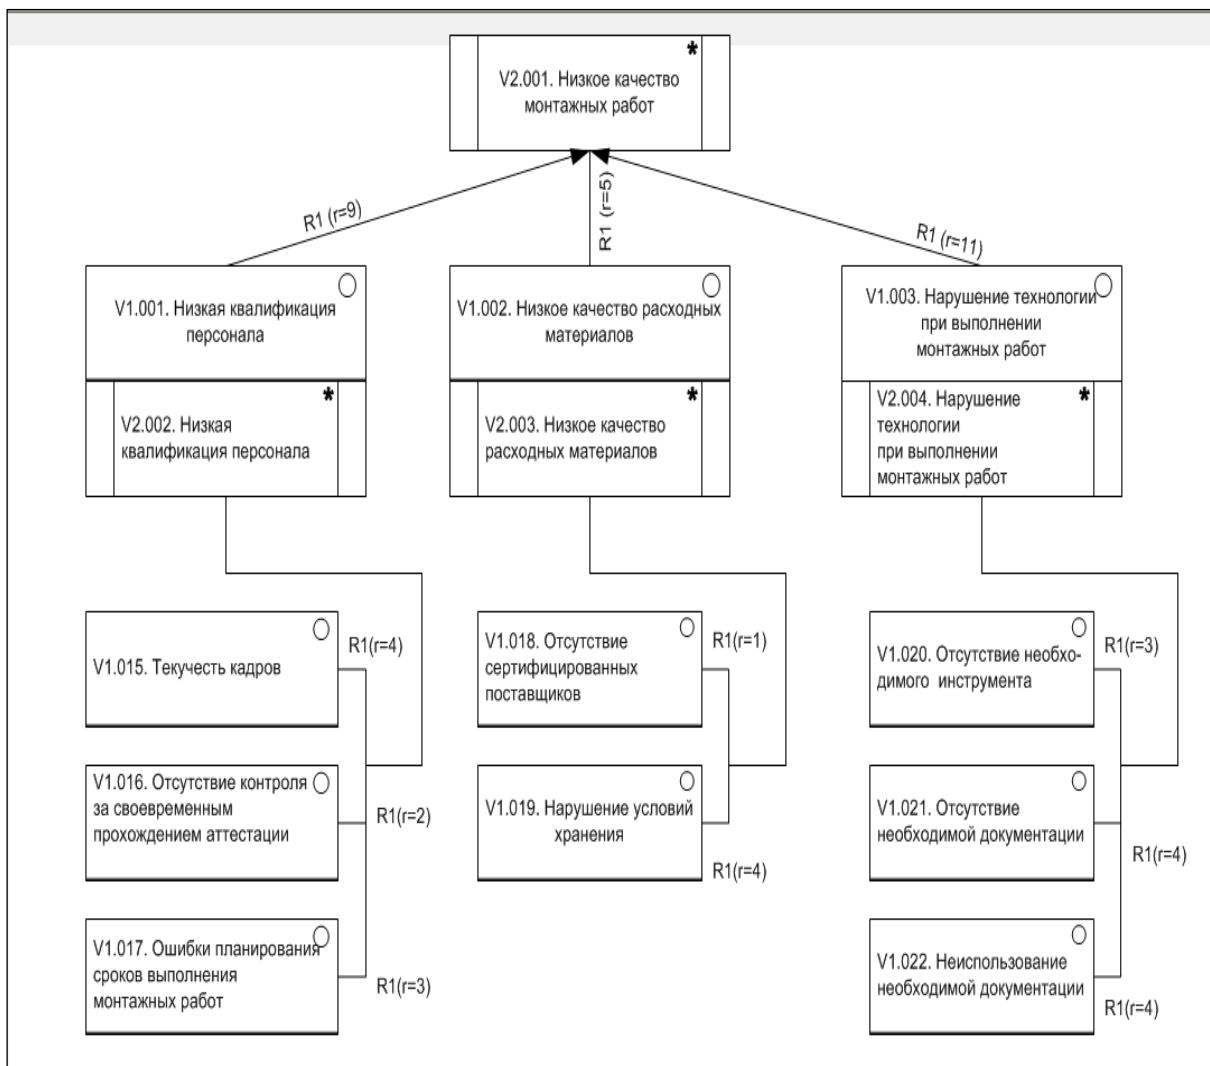 *
V2.001. Низкое качество
монтажных работ
R1 (r=9)
R1 (r=5)
R1 (r=11)
V1.001. Низкая квалификация
персонала
V1.002. Низкое качество расходных
материалов
V1.003. Нарушение технологии
при выполнении
монтажных работ
*
V2.002. Низкая
квалификация персонала
*
V2.003. Низкое качество
расходных материалов
*
V2.004. Нарушение
технологии
при выполнении
монтажных работ
V1.015. Текучесть кадров
R1(r=4)
V1.018. Отсутствие
сертифицированных
поставщиков
R1(r=1)
V1.020. Отсутствие необхо-
димого инструмента
R1(r=3)
V1.016. Отсутствие контроля
за своевременным
прохождением аттестации
R1(r=2)
V1.019. Нарушение условий
хранения
R1(r=4)
V1.021. Отсутствие
необходимой документации
R1(r=4)
V1.017. Ошибки планирования
сроков выполнения
монтажных работ
R1(r=3)
V1.022. Неиспользование
необходимой документации
R1(r=4)